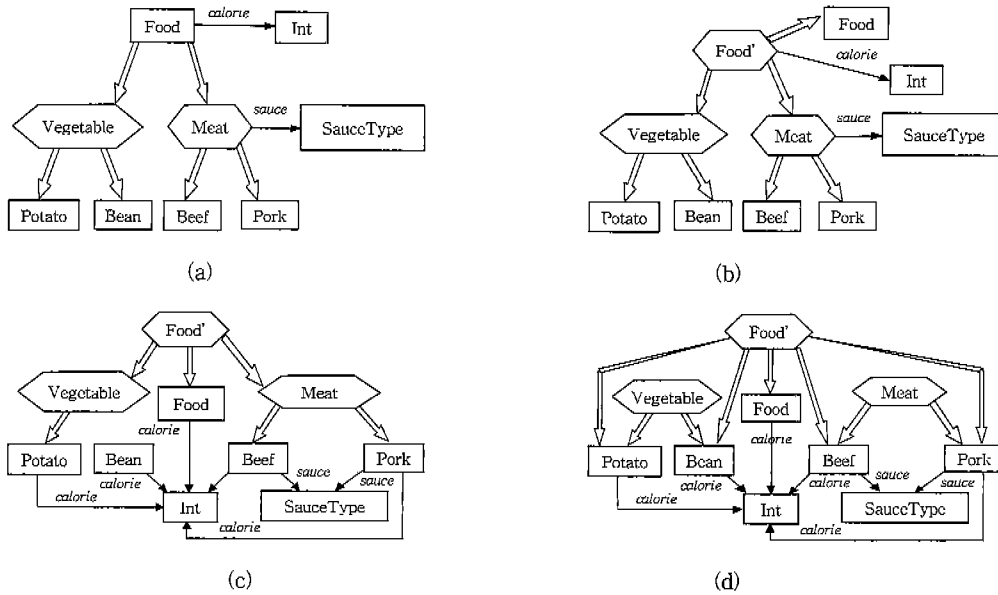 Food
calorie
Int
Vegetable
Meat
sauce
SauceType
Potato
Bean
Beef
Pork
(a)
Food
Food'
calorie
Int
Vegetable
Meat
sauce
SauceType
Potato
Bean
Beef
Pork
(b)
Food'
Vegetable
Food
Meat
calorie
Potato
Bean
Beef
Pork
calorie
calorie
sauce
sauce
Int
SauceType
calorie
(c)
Food'
Vegetable
Food
Meat
calorie
Potato
Bean
Beef
Pork
calorie
calorie
calorie
sauce
sauce
Int
SauceType
calorie
(d)